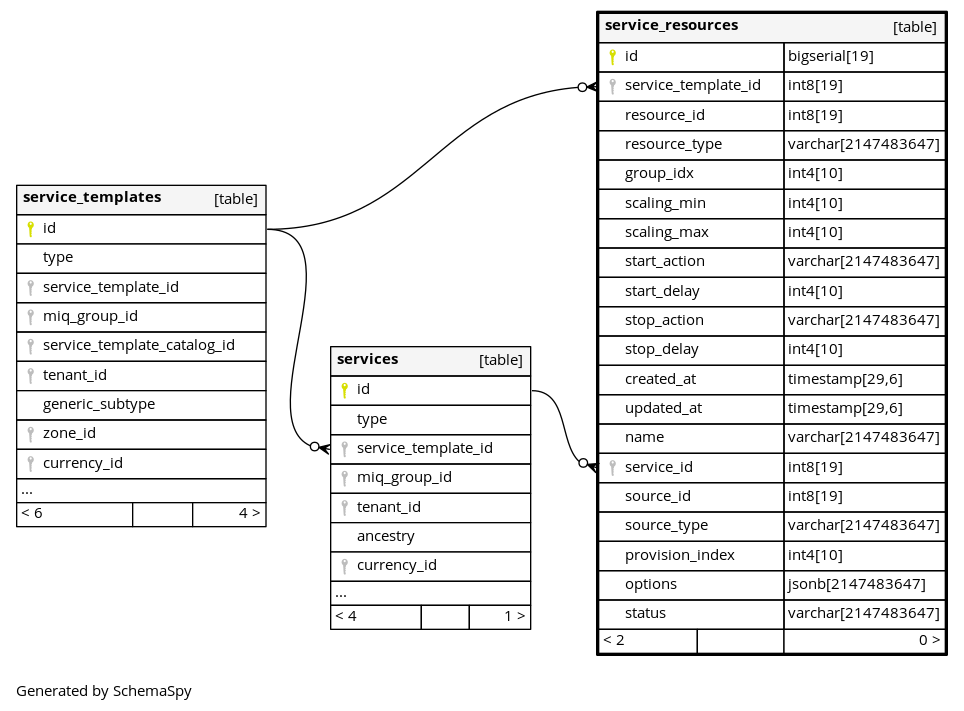 service_resources [table]
id bigserial[19]
service_template_id int8[19]
resource_id int8[19]
resource_type varchar[2147483647]
group_idx int4[10]
scaling_min int4[10]
scaling_max int4[10]
start_action varchar[2147483647]
start_delay int4[10]
stop_action varchar[2147483647]
stop_delay int4[10]
created_at timestamp[29,6]
updated_at timestamp[29,6]
name varchar[2147483647]
service_id int8[19]
source_id int8[19]
source_type varchar[2147483647]
provision_index int4[10]
options jsonb[2147483647]
status varchar[2147483647]
< 2 0 >
service_templates [table]
id
type
service_template_id
miq_group_id
service_template_catalog_id
tenant_id
generic_subtype
zone_id
currency_id
...
< 6 4 >
services [table]
id
type
service_template_id
miq_group_id
tenant_id
ancestry
currency_id
...
< 4 1 >
Generated by SchemaSpy